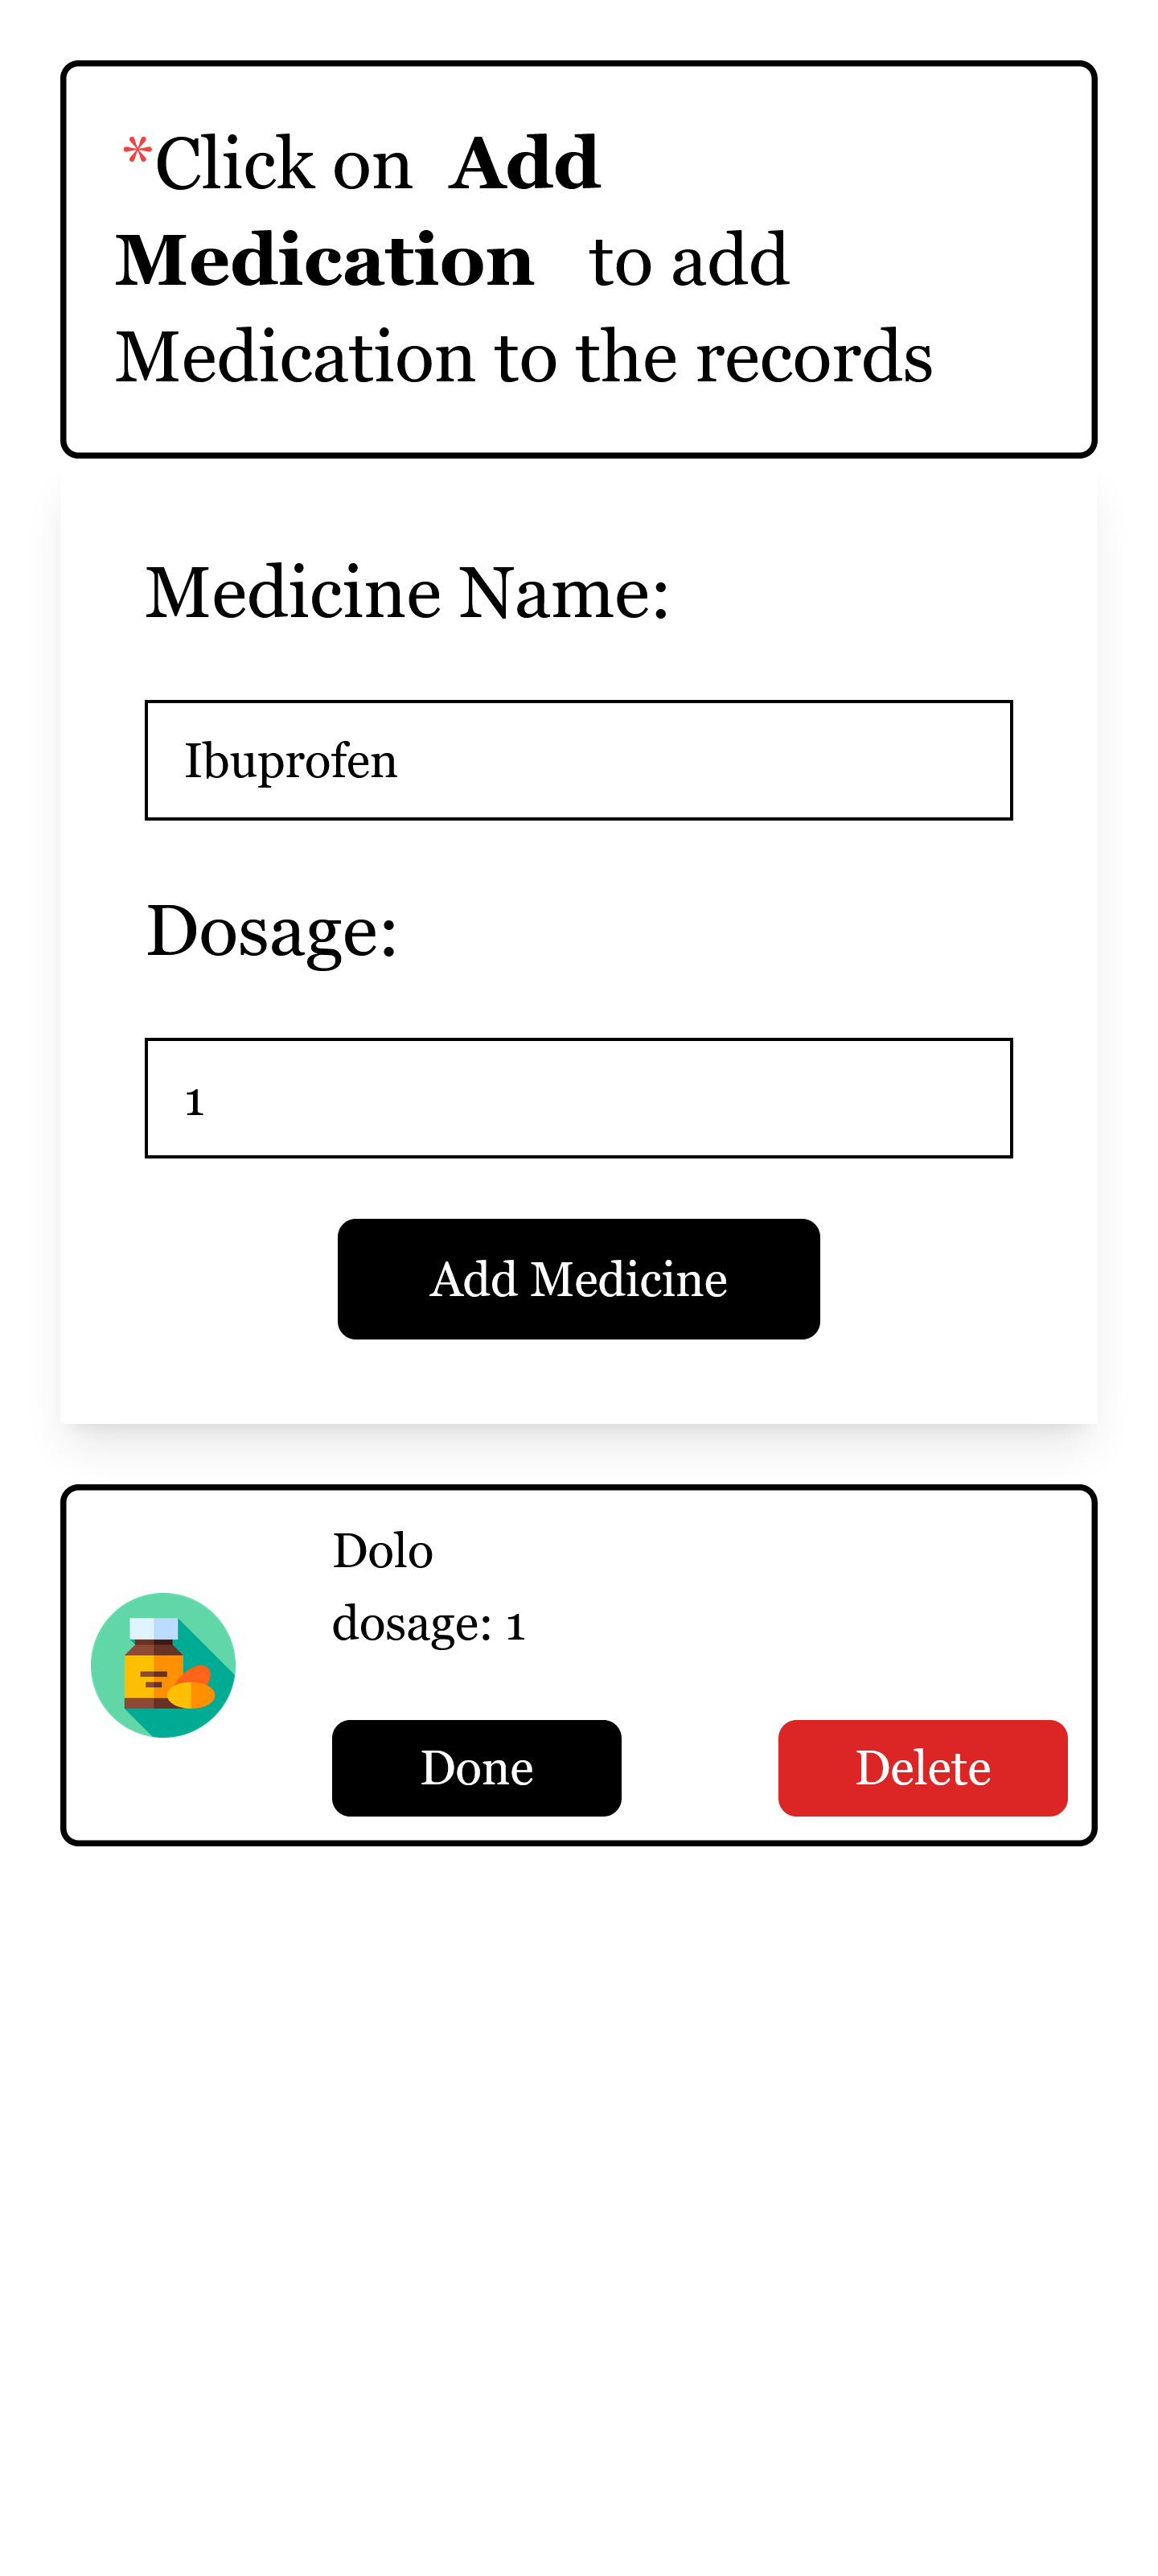 *Click on Add
Medication to add
Medication to the records
Medicine Name:
Ibuprofen
Dosage:
1
Add Medicine
Dolo
dosage: 1
Done
Delete